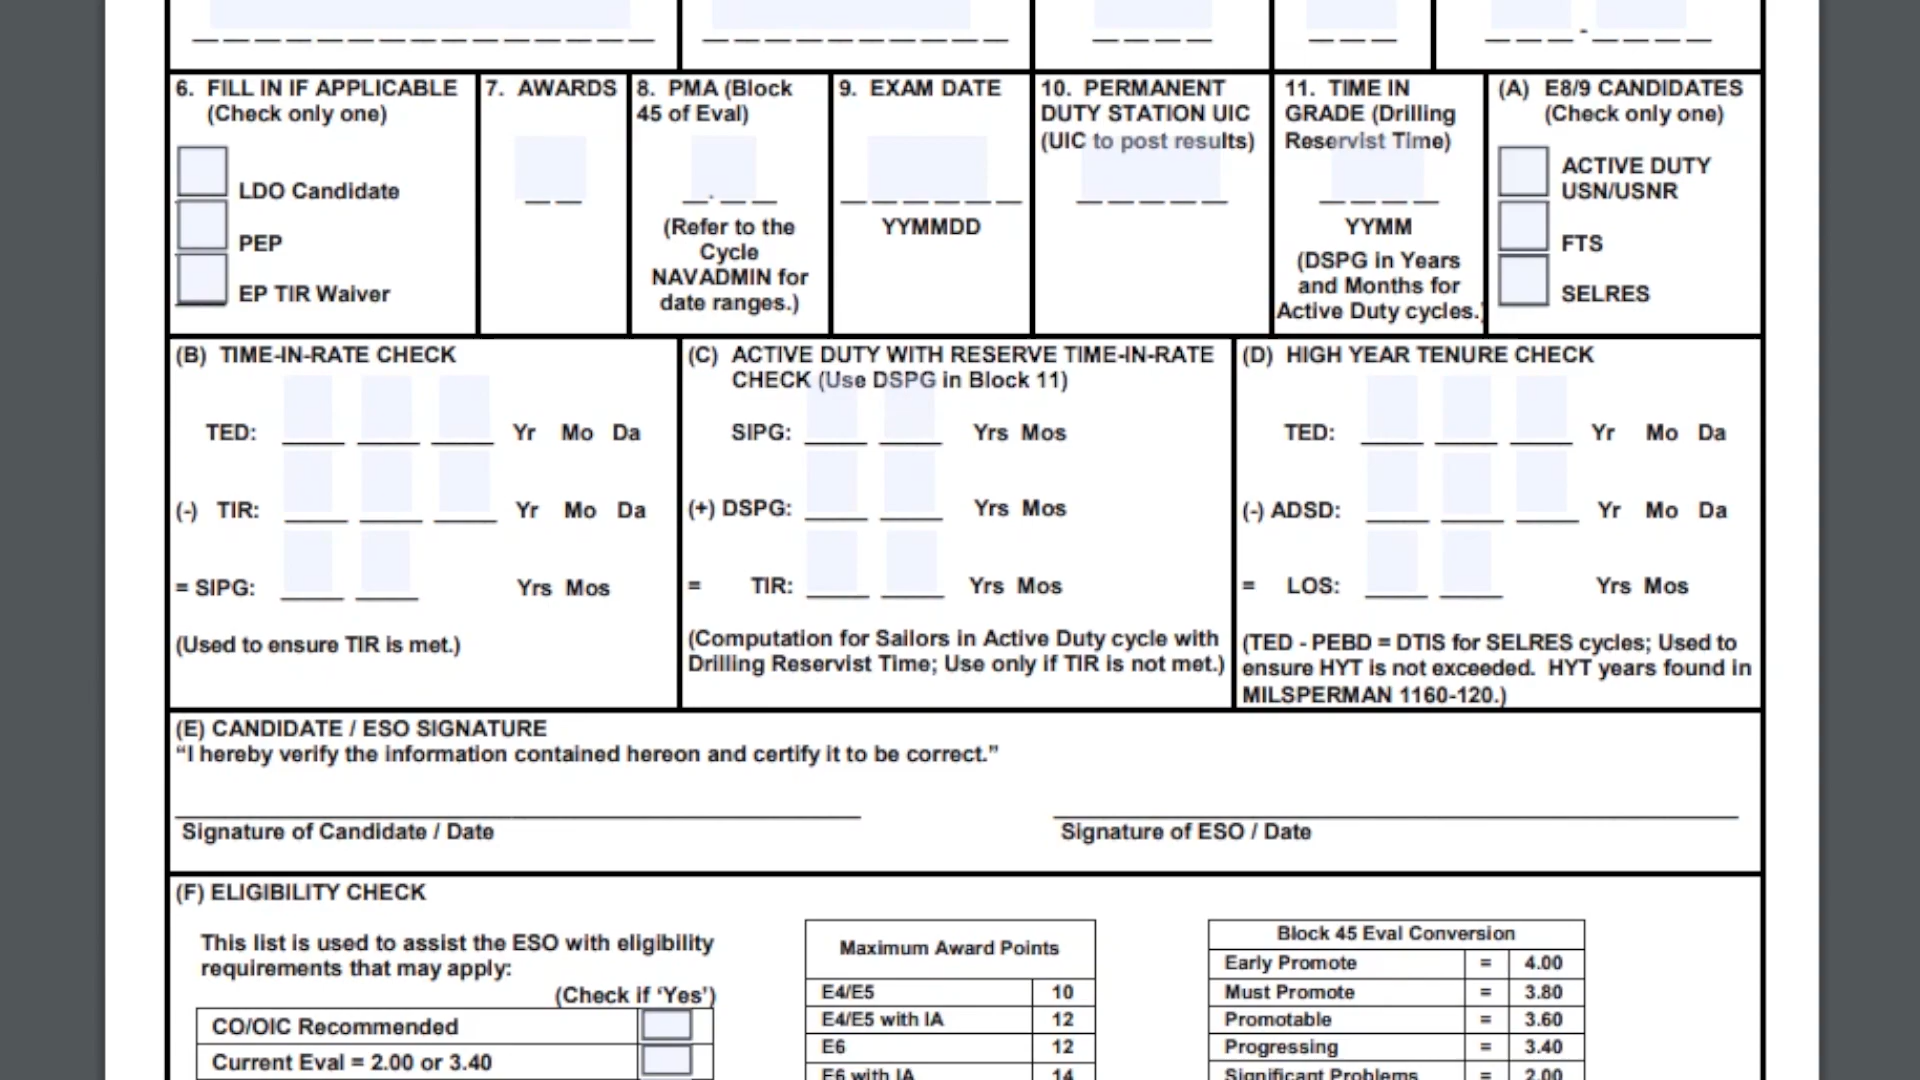 6. FILL IN IF APPLICABLE
(Check only one)
LDO Candidate
PEP
EP TIR Waiver
7. AWARDS
8. PMA (Block
45 of Eval)
(Refer to the
Cycle
NAVADMIN for
date ranges.)
9. EXAM DATE
YYMMDD
10. PERMANENT
DUTY STATION UIC
(UIC to post results)
11. TIME IN
GRADE (Drilling
Reservist Time)
YYMM
(DSPG in Years
and Months for
Active Duty cycles.)
(A) E8/9 CANDIDATES
(Check only one)
ACTIVE DUTY
USN/USNR
FTS
SELRES
(B) TIME-IN-RATE CHECK
TED: Yr Mo Da
(-) TIR: Yr Mo Da
= SIPG: Yrs Mos
(Used to ensure TIR is met.)
(C) ACTIVE DUTY WITH RESERVE TIME-IN-RATE
CHECK (Use DSPG in Block 11)
SIPG: Yrs Mos
(+) DSPG: Yrs Mos
= TIR: Yrs Mos
(Computation for Sailors in Active Duty cycle with
Drilling Reservist Time; Use only if TIR is not met.)
(D) HIGH YEAR TENURE CHECK
TED: Yr Mo Da
(-) ADSD: Yr Mo Da
= LOS: Yrs Mos
(TED - PEBD = DTIS for SELRES cycles; Used to
ensure HYT is not exceeded. HYT years found in
MILSPERMAN 1160-120.)
(E) CANDIDATE / ESO SIGNATURE
“I hereby verify the information contained hereon and certify it to be correct.”
Signature of Candidate / Date
Signature of ESO / Date
(F) ELIGIBILITY CHECK
This list is used to assist the ESO with eligibility
requirements that may apply:
(Check if ‘Yes’)
CO/OIC Recommended
Current Eval = 2.00 or 3.40
Maximum Award Points
E4/E5 10
E4/E5 with IA 12
E6 12
E6 with IA 14
Block 45 Eval Conversion
Early Promote = 4.00
Must Promote = 3.80
Promotable = 3.60
Progressing = 3.40
Significant Problems = 2.00